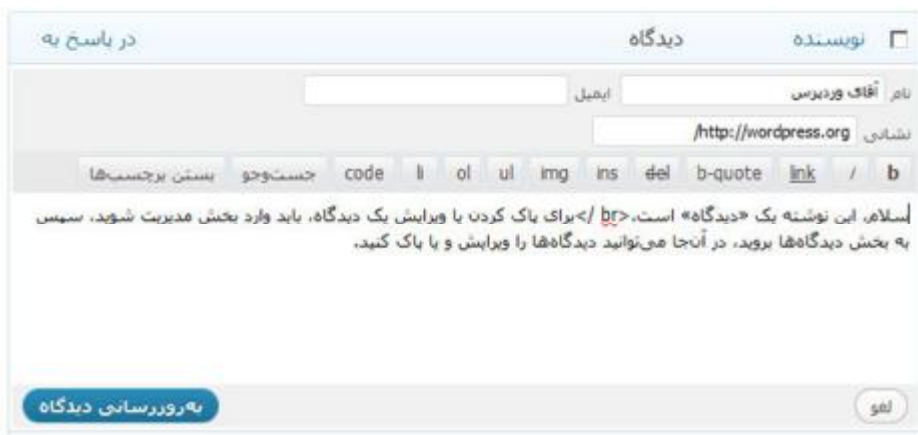 نویسنده دیدگاه در پاسخ به
نام آقای وردپرس ایمیل
نشانی http://wordpress.org/
b / link b-quote del ins img ul ol li code جست‌وجو بستن برچسب‌ها
سلام، این نوشته یک «دیدگاه» است.<br />برای پاک کردن یا ویرایش یک دیدگاه، باید وارد بخش مدیریت شوید، سپس
به بخش دیدگاه‌ها بروید، در آن‌جا می‌توانید دیدگاه‌ها را ویرایش و یا پاک کنید.
لغو به‌روزرسانی دیدگاه